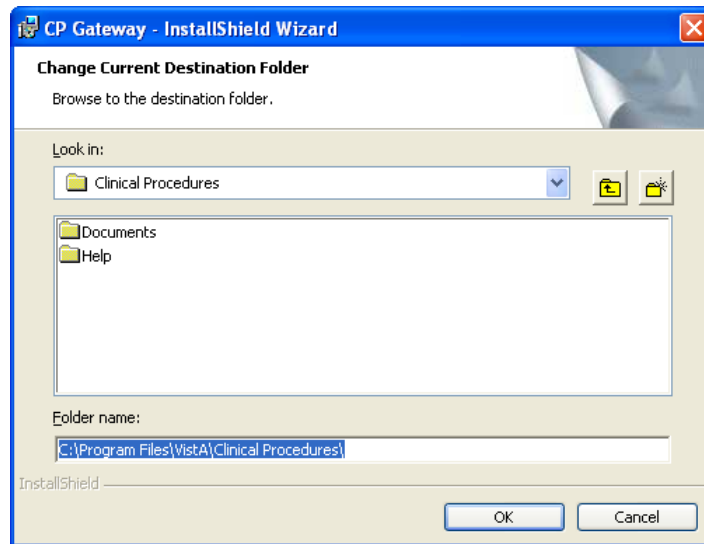 CP Gateway - InstallShield Wizard
Change Current Destination Folder
Browse to the destination folder.
Look in:
Clinical Procedures
Documents
Help
Folder name:
C:\Program Files\VistA\Clinical Procedures\
InstallShield
OK Cancel